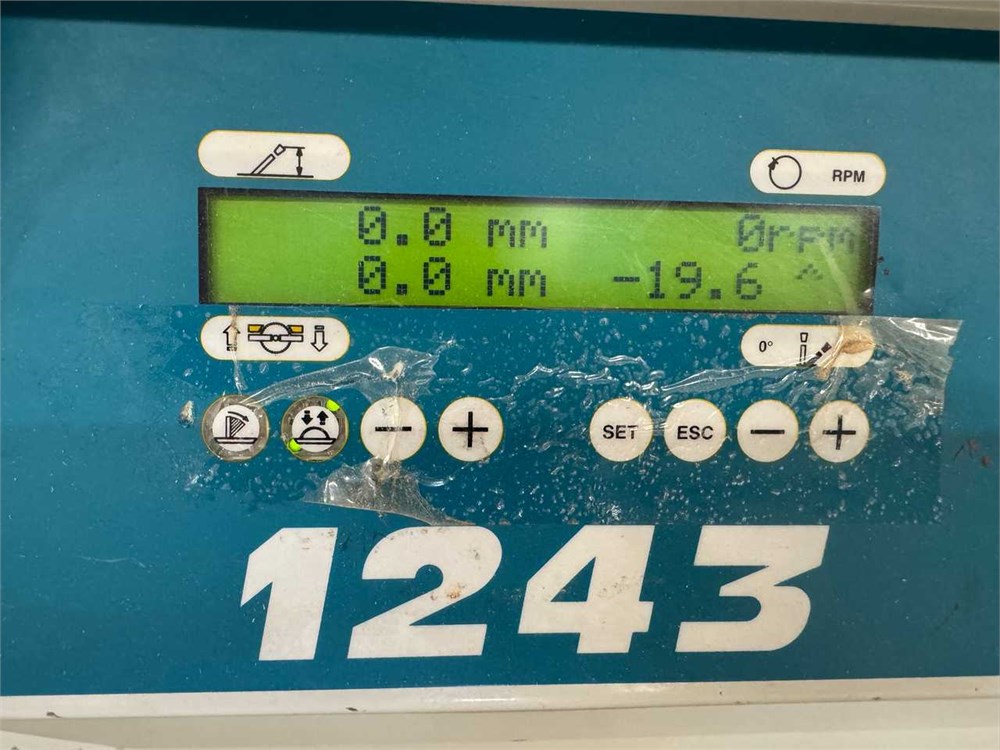 RPM
0.0 mm 0rpm
0.0 mm -19.6 ^
0°
− + SET ESC − +
1243